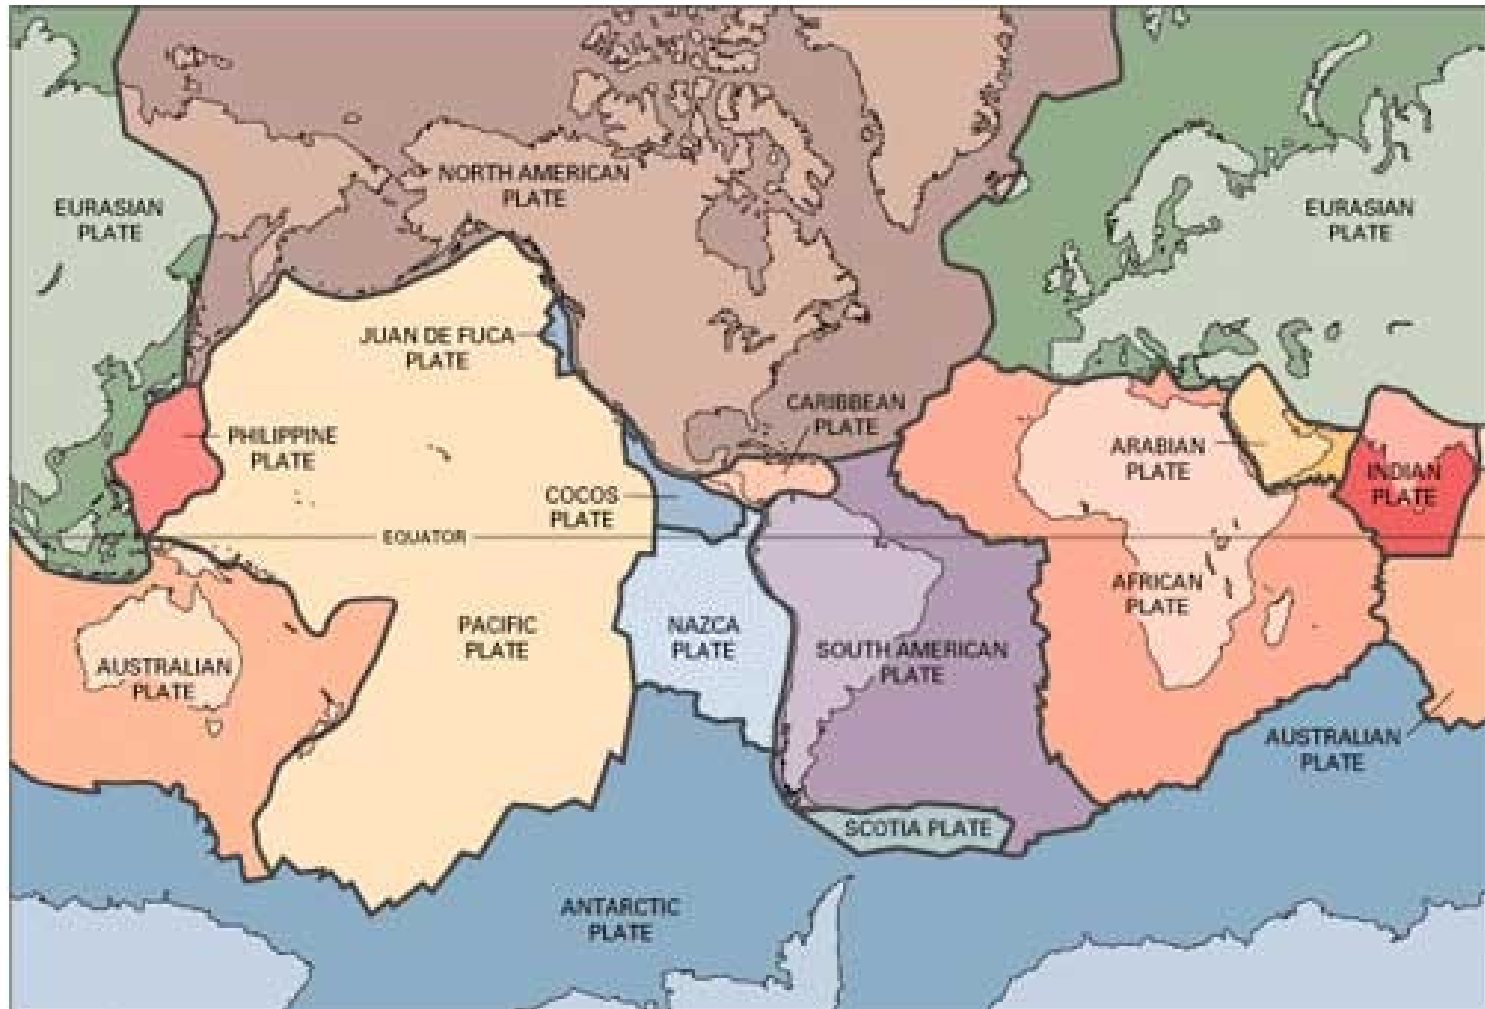 NORTH AMERICAN
PLATE
EURASIAN
PLATE
EURASIAN
PLATE
JUAN DE FUCA
PLATE
CARIBBEAN
PLATE
PHILIPPINE
PLATE
ARABIAN
PLATE
INDIAN
PLATE
COCOS
PLATE
EQUATOR
AFRICAN
PLATE
PACIFIC
PLATE
NAZCA
PLATE
SOUTH AMERICAN
PLATE
AUSTRALIAN
PLATE
AUSTRALIAN
PLATE
SCOTIA PLATE
ANTARCTIC
PLATE